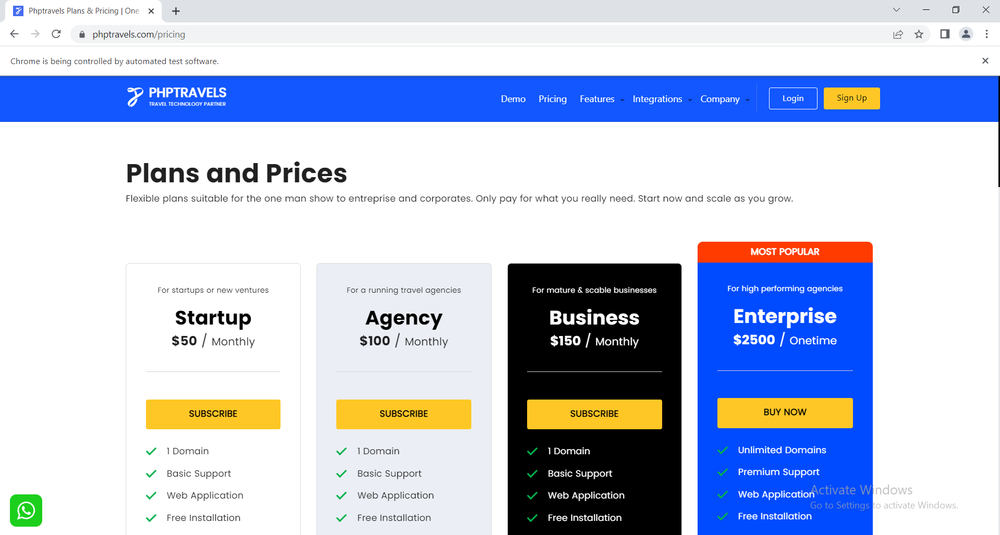 Phptravels Plans & Pricing | One
phptravels.com/pricing
Chrome is being controlled by automated test software.
PHPTRAVELS
TRAVEL TECHNOLOGY PARTNER
Demo Pricing Features Integrations Company Login Sign Up
Plans and Prices
Flexible plans suitable for the one man show to entreprise and corporates. Only pay for what you really need. Start now and scale as you grow.
For startups or new ventures
Startup
$50 / Monthly
SUBSCRIBE
1 Domain
Basic Support
Web Application
Free Installation
For a running travel agencies
Agency
$100 / Monthly
SUBSCRIBE
1 Domain
Basic Support
Web Application
Free Installation
For mature & scable businesses
Business
$150 / Monthly
SUBSCRIBE
1 Domain
Basic Support
Web Application
Free Installation
MOST POPULAR
For high performing agencies
Enterprise
$2500 / Onetime
BUY NOW
Unlimited Domains
Premium Support
Web Application
Free Installation
Activate Windows
Go to Settings to activate Windows.